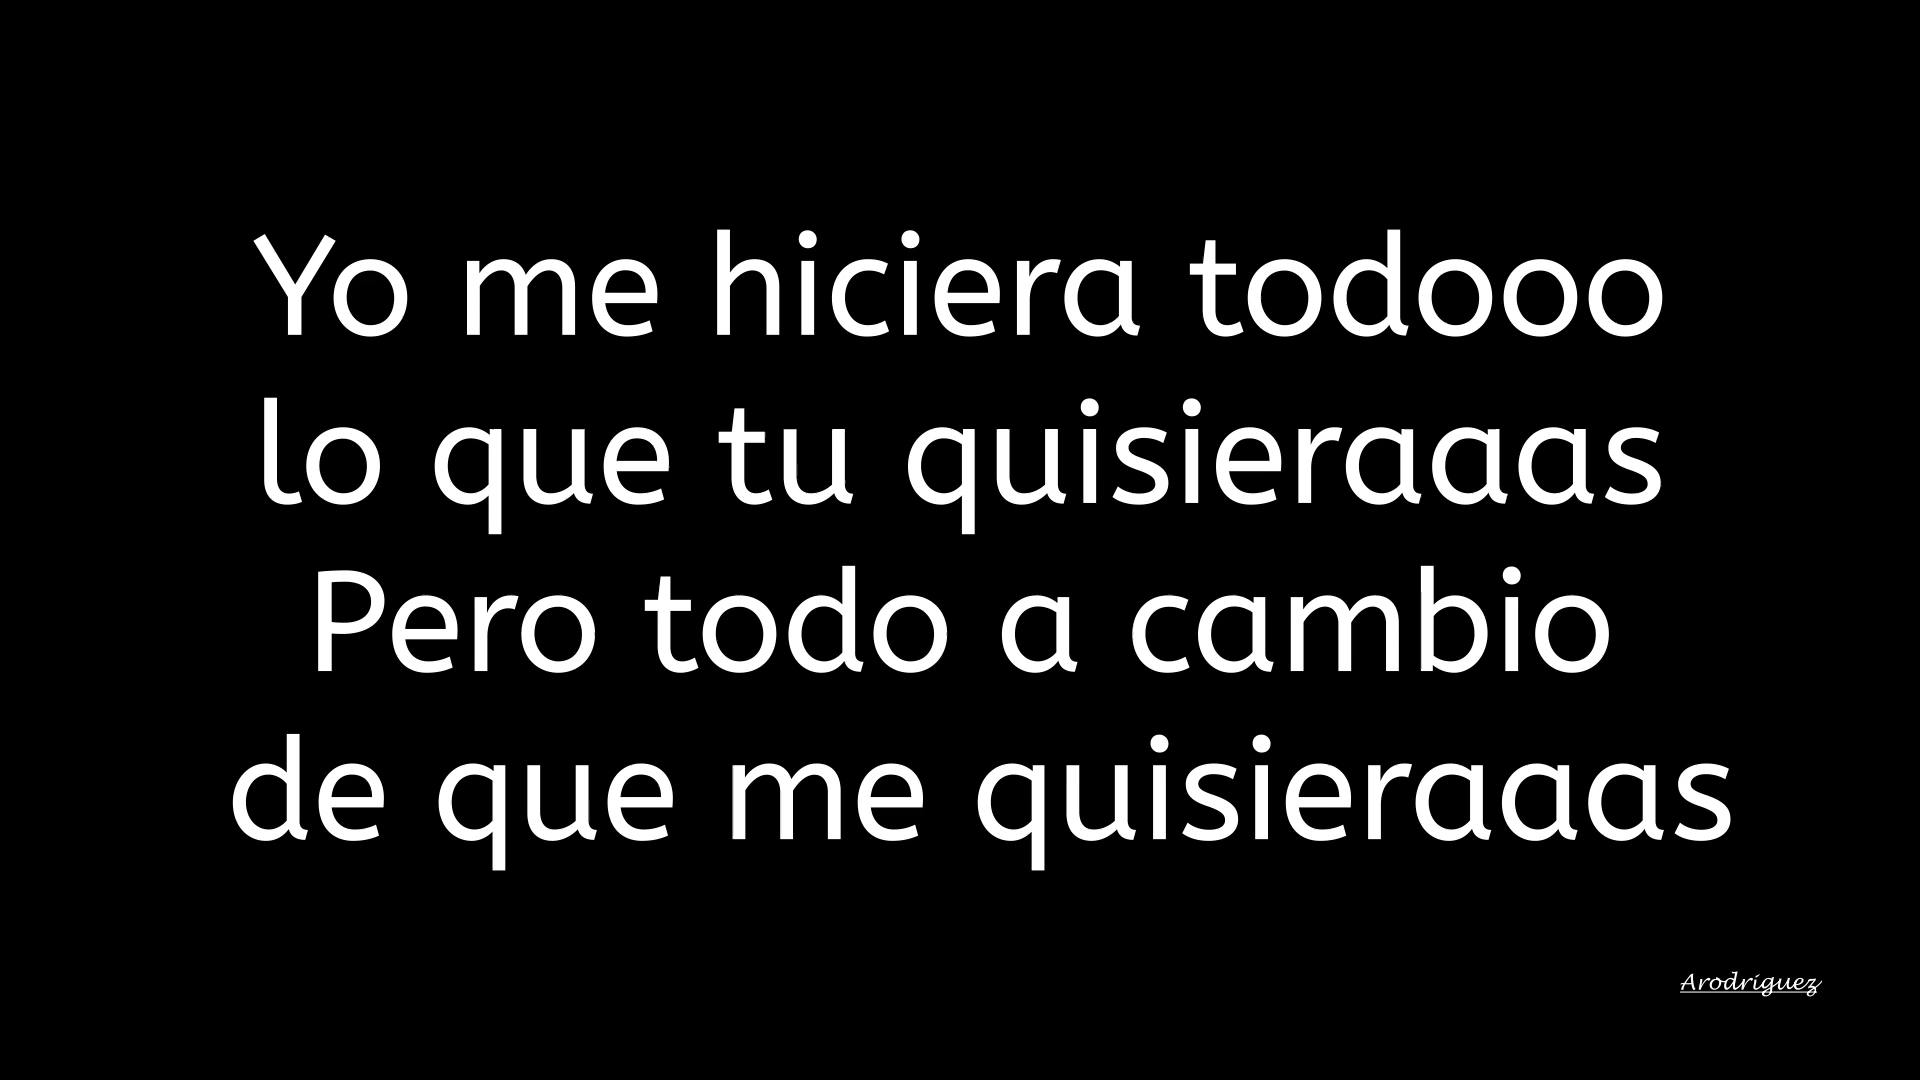 Yo me hiciera todooo
lo que tu quisieraaas
Pero todo a cambio
de que me quisieraaas
Arodriguez